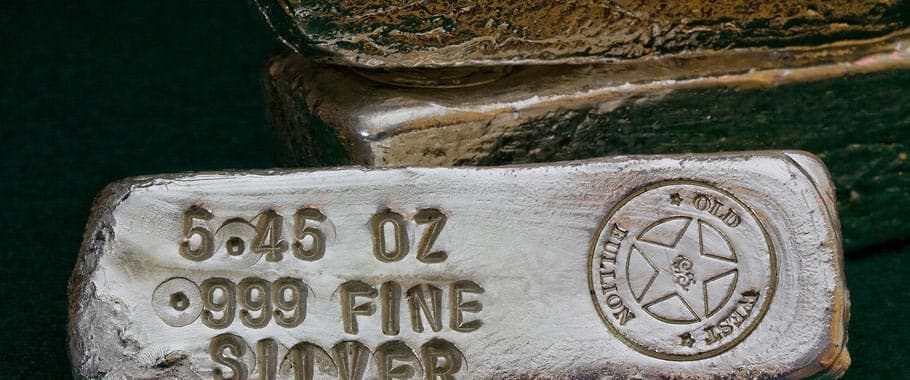 5.45 OZ
.999 FINE
SILVER
★ OLD WEST ★ BULLION